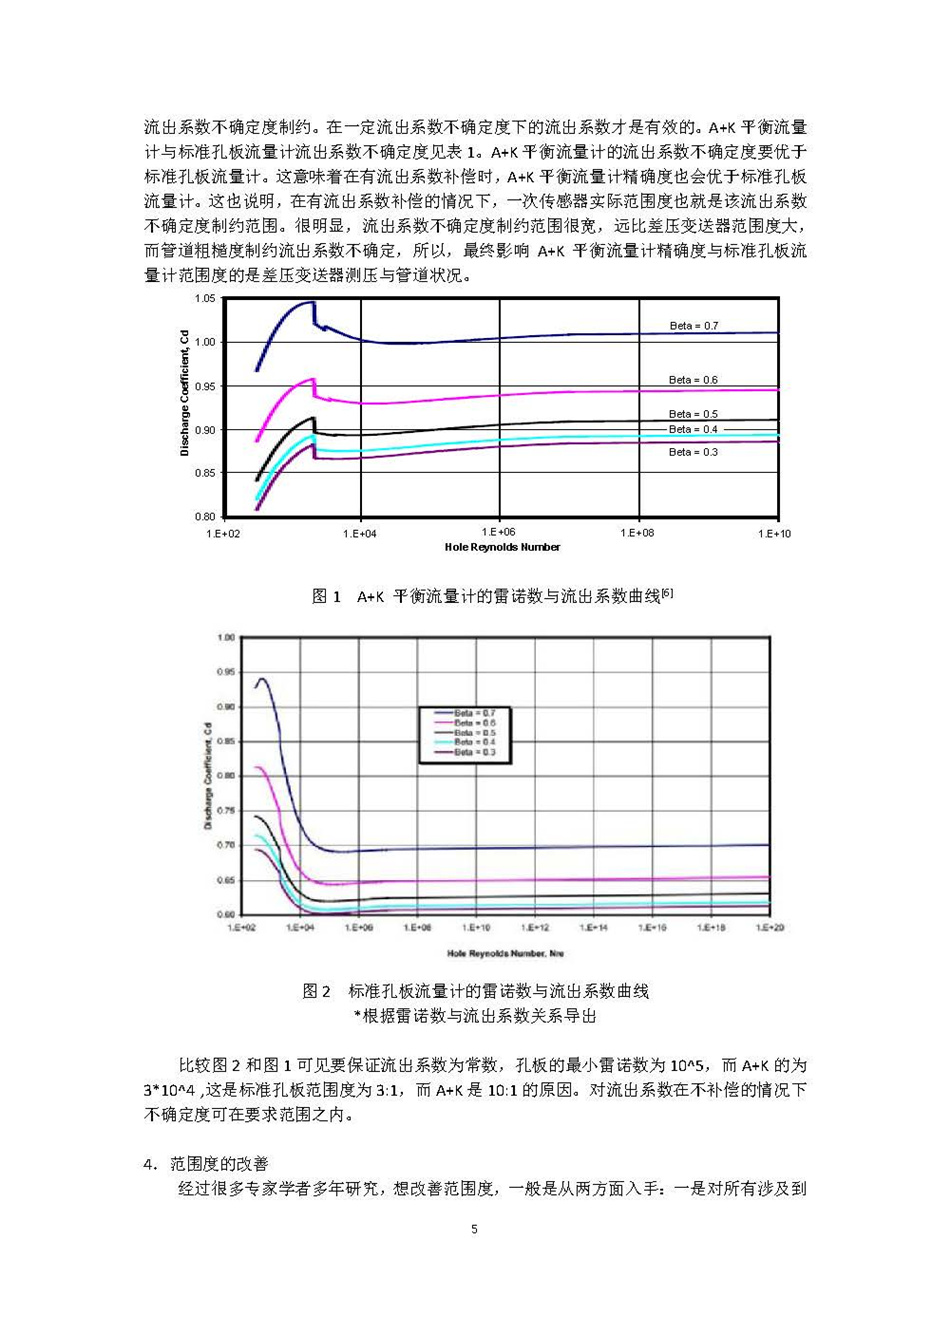 流出系数不确定度制约。在一定流出系数不确定度下的流出系数才是有效的。A+K 平衡流量
计与标准孔板流量计流出系数不确定度见表 1。A+K 平衡流量计的流出系数不确定度要优于
标准孔板流量计。这意味着在有流出系数补偿时，A+K 平衡流量计精确度也会优于标准孔板
流量计。这也说明，在有流出系数补偿的情况下，一次传感器实际范围度也就是该流出系数
不确定度制约范围。很明显，流出系数不确定度制约范围很宽，远比差压变送器范围度大，
而管道粗糙度制约流出系数不确定，所以，最终影响 A+K 平衡流量计精确度与标准孔板流
量计范围度的是差压变送器测压与管道状况。
Discharge Coefficient, Cd
1.05
1.00
0.95
0.90
0.85
0.80
Beta = 0.7
Beta = 0.6
Beta = 0.5
Beta = 0.4
Beta = 0.3
1.E+02 1.E+04 1.E+06 1.E+08 1.E+10
Hole Reynolds Number
图 1 A+K 平衡流量计的雷诺数与流出系数曲线[6]
Discharge Coefficient, Cd
1.00
0.95
0.90
0.85
0.80
0.75
0.70
0.65
0.60
Beta = 0.7
Beta = 0.6
Beta = 0.5
Beta = 0.4
Beta = 0.3
1.E+02 1.E+04 1.E+06 1.E+08 1.E+10 1.E+12 1.E+14 1.E+16 1.E+18 1.E+20
Hole Reynolds Number, Nre
图 2 标准孔板流量计的雷诺数与流出系数曲线
*根据雷诺数与流出系数关系导出
比较图 2 和图 1 可见要保证流出系数为常数，孔板的最小雷诺数为 10^5，而 A+K 的为
3*10^4 ,这是标准孔板范围度为 3:1，而 A+K 是 10:1 的原因。对流出系数在不补偿的情况下
不确定度可在要求范围之内。
4．范围度的改善
经过很多专家学者多年研究，想改善范围度，一般是从两方面入手：一是对所有涉及到
5